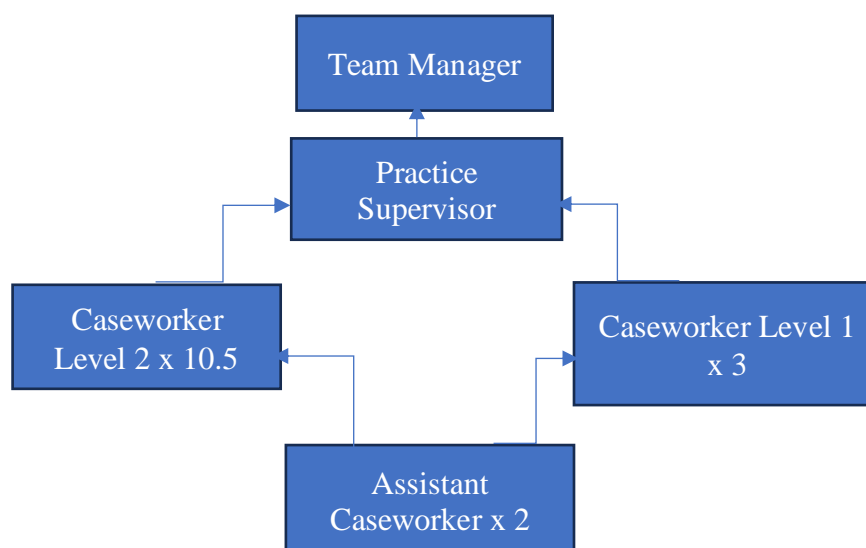 Team Manager
Practice
Supervisor
Caseworker
Level 2 x 10.5
Caseworker Level 1
x 3
Assistant
Caseworker x 2